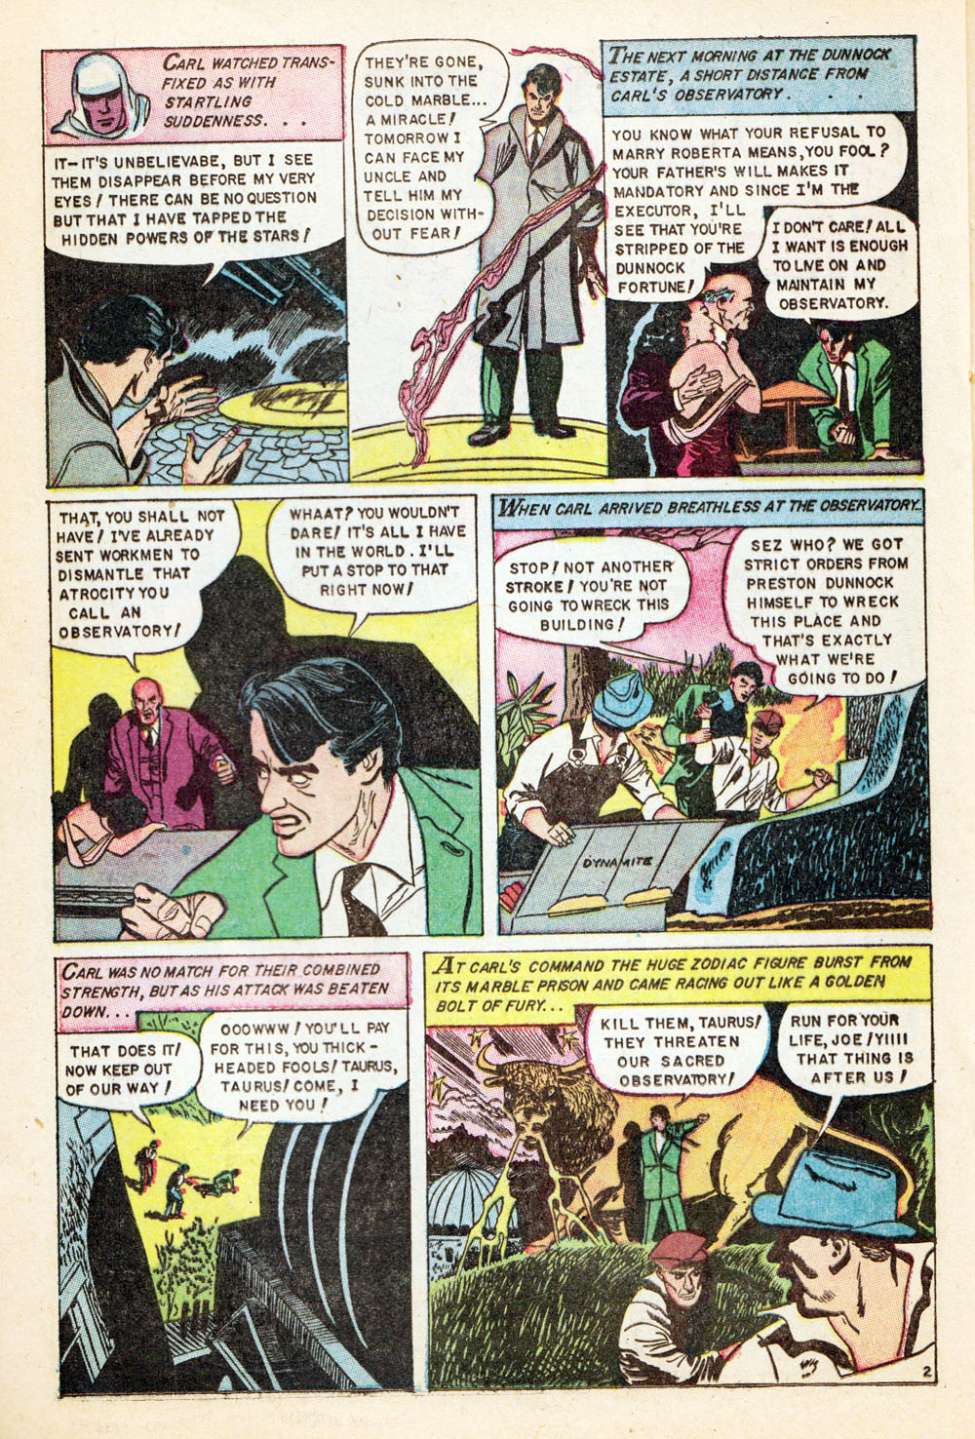 CARL WATCHED TRANS-
FIXED AS WITH
STARTLING
SUDDENNESS. . .
IT-IT'S UNBELIEVABE, BUT I SEE
THEM DISAPPEAR BEFORE MY VERY
EYES! THERE CAN BE NO QUESTION
BUT THAT I HAVE TAPPED THE
HIDDEN POWERS OF THE STARS!
THEY'RE GONE,
SUNK INTO THE
COLD MARBLE...
A MIRACLE!
TOMORROW I
CAN FACE MY
UNCLE AND
TELL HIM MY
DECISION WITH-
OUT FEAR!
THE NEXT MORNING AT THE DUNNOCK
ESTATE, A SHORT DISTANCE FROM
CARL'S OBSERVATORY. . . .
YOU KNOW WHAT YOUR REFUSAL TO
MARRY ROBERTA MEANS, YOU FOOL?
YOUR FATHER'S WILL MAKES IT
MANDATORY AND SINCE I'M THE
EXECUTOR, I'LL
SEE THAT YOU'RE
STRIPPED OF THE
DUNNOCK
FORTUNE!
I DON'T CARE! ALL
I WANT IS ENOUGH
TO LIVE ON AND
MAINTAIN MY
OBSERVATORY.
THAT, YOU SHALL NOT
HAVE! I'VE ALREADY
SENT WORKMEN TO
DISMANTLE THAT
ATROCITY YOU
CALL AN
OBSERVATORY!
WHAAT? YOU WOULDN'T
DARE! IT'S ALL I HAVE
IN THE WORLD. I'LL
PUT A STOP TO THAT
RIGHT NOW!
WHEN CARL ARRIVED BREATHLESS AT THE OBSERVATORY..
STOP! NOT ANOTHER
STROKE! YOU'RE NOT
GOING TO WRECK THIS
BUILDING!
SEZ WHO? WE GOT
STRICT ORDERS FROM
PRESTON DUNNOCK
HIMSELF TO WRECK
THIS PLACE AND
THAT'S EXACTLY
WHAT WE'RE
GOING TO DO!
DYNAMITE
CARL WAS NO MATCH FOR THEIR COMBINED
STRENGTH, BUT AS HIS ATTACK WAS BEATEN
DOWN...
THAT DOES IT!
NOW KEEP OUT
OF OUR WAY!
OOOWWW! YOU'LL PAY
FOR THIS, YOU THICK-
HEADED FOOLS! TAURUS,
TAURUS! COME, I
NEED YOU!
AT CARL'S COMMAND THE HUGE ZODIAC FIGURE BURST FROM
ITS MARBLE PRISON AND CAME RACING OUT LIKE A GOLDEN
BOLT OF FURY...
KILL THEM, TAURUS!
THEY THREATEN
OUR SACRED
OBSERVATORY!
RUN FOR YOUR
LIFE, JOE! YIIII
THAT THING IS
AFTER US!
2